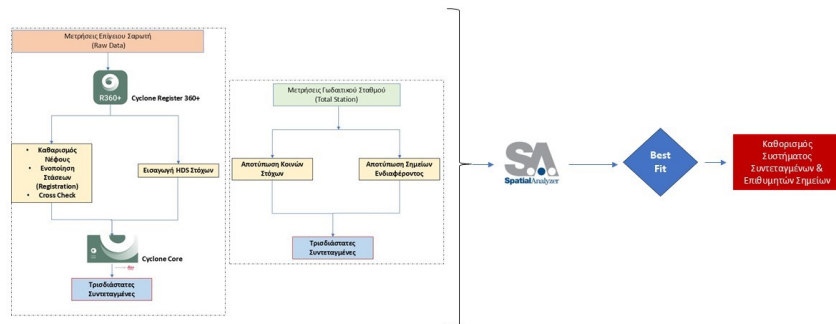 Μετρήσεις Επίγειου Σαρωτή
(Raw Data)
R360+
Cyclone Register 360+
• Καθαρισμός
Νέφους
• Ενοποίηση
Στάσεων
(Registration)
• Cross Check
Εισαγωγή HDS Στόχων
Cyclone Core
Τρισδιάστατες
Συντεταγμένες
Μετρήσεις Γωδαιτικού Σταθμού
(Total Station)
Αποτύπωση Κοινών
Στόχων
Αποτύπωση Σημείων
Ενδιαφέροντος
Τρισδιάστατες
Συντεταγμένες
SA
SpatialAnalyzer
Best
Fit
Καθορισμός
Συστήματος
Συντεταγμένων &
Επιθυμητών Σημείων